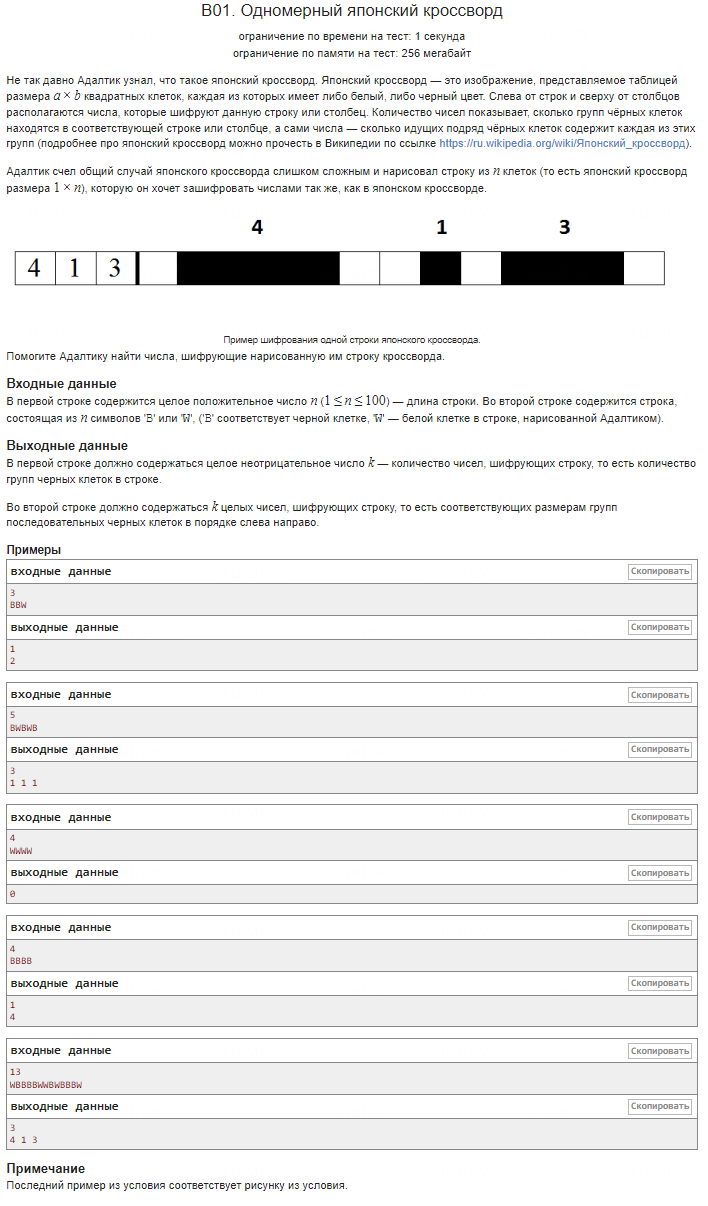 B01. Одномерный японский кроссворд
ограничение по времени на тест: 1 секунда
ограничение по памяти на тест: 256 мегабайт
Не так давно Адалтик узнал, что такое японский кроссворд. Японский кроссворд — это изображение, представляемое таблицей
размера a × b квадратных клеток, каждая из которых имеет либо белый, либо черный цвет. Слева от строк и сверху от столбцов
располагаются числа, которые шифруют данную строку или столбец. Количество чисел показывает, сколько групп чёрных клеток
находятся в соответствующей строке или столбце, а сами числа — сколько идущих подряд чёрных клеток содержит каждая из этих
групп (подробнее про японский кроссворд можно прочесть в Википедии по ссылке https://ru.wikipedia.org/wiki/Японский_кроссворд).
Адалтик счел общий случай японского кроссворда слишком сложным и нарисовал строку из n клеток (то есть японский кроссворд
размера 1 × n), которую он хочет зашифровать числами так же, как в японском кроссворде.
4 1 3
4 1 3
Пример шифрования одной строки японского кроссворда.
Помогите Адалтику найти числа, шифрующие нарисованную им строку кроссворда.
Входные данные
В первой строке содержится целое положительное число n (1 ≤ n ≤ 100) — длина строки. Во второй строке содержится строка,
состоящая из n символов 'B' или 'W', ('B' соответствует черной клетке, 'W' — белой клетке в строке, нарисованной Адалтиком).
Выходные данные
В первой строке должно содержаться целое неотрицательное число k — количество чисел, шифрующих строку, то есть количество
групп черных клеток в строке.
Во второй строке должно содержаться k целых чисел, шифрующих строку, то есть соответствующих размерам групп
последовательных черных клеток в порядке слева направо.
Примеры
входные данные Скопировать
3
BBW
выходные данные Скопировать
1
2
входные данные Скопировать
5
BWBWB
выходные данные Скопировать
3
1 1 1
входные данные Скопировать
4
WWWW
выходные данные Скопировать
0
входные данные Скопировать
4
BBBB
выходные данные Скопировать
1
4
входные данные Скопировать
13
WBBBBWWBWBBBW
выходные данные Скопировать
3
4 1 3
Примечание
Последний пример из условия соответствует рисунку из условия.